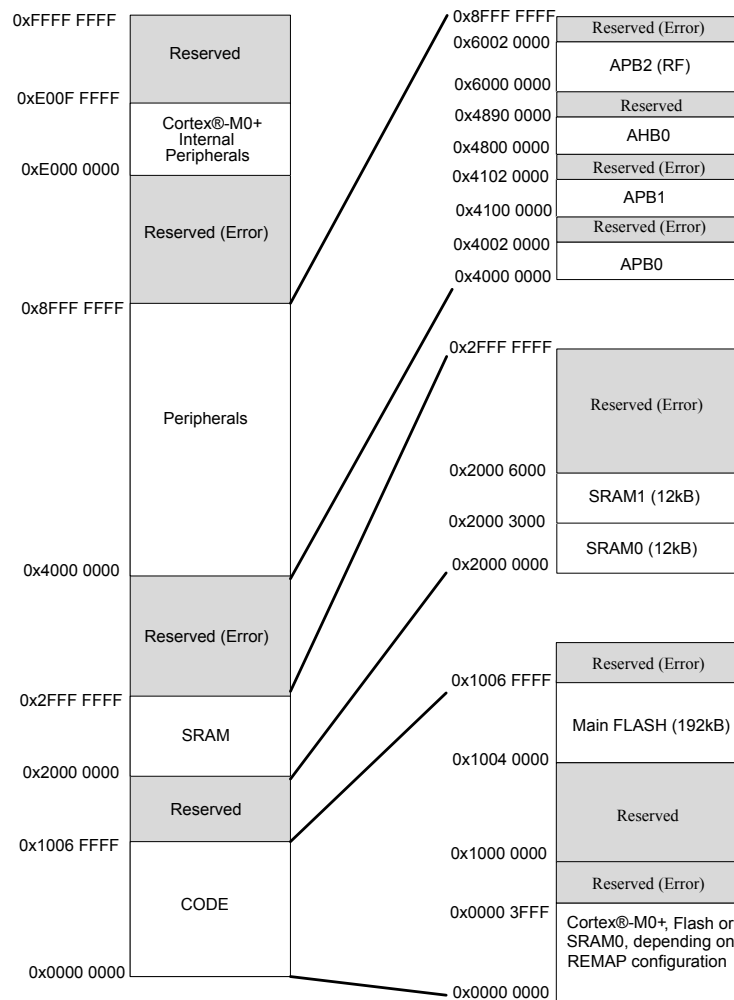 0xFFFF FFFF
Reserved
0xE00F FFFF
Cortex®-M0+
Internal
Peripherals
0xE000 0000
Reserved (Error)
0x8FFF FFFF
Peripherals
0x4000 0000
Reserved (Error)
0x2FFF FFFF
SRAM
0x2000 0000
Reserved
0x1006 FFFF
CODE
0x0000 0000
0x8FFF FFFF
Reserved (Error)
0x6002 0000
APB2 (RF)
0x6000 0000
Reserved
0x4890 0000
AHB0
0x4800 0000
Reserved (Error)
0x4102 0000
APB1
0x4100 0000
Reserved (Error)
0x4002 0000
APB0
0x4000 0000
0x2FFF FFFF
Reserved (Error)
0x2000 6000
SRAM1 (12kB)
0x2000 3000
SRAM0 (12kB)
0x2000 0000
Reserved (Error)
0x1006 FFFF
Main FLASH (192kB)
0x1004 0000
Reserved
0x1000 0000
Reserved (Error)
0x0000 3FFF
Cortex®-M0+, Flash or
SRAM0, depending on
REMAP configuration
0x0000 0000